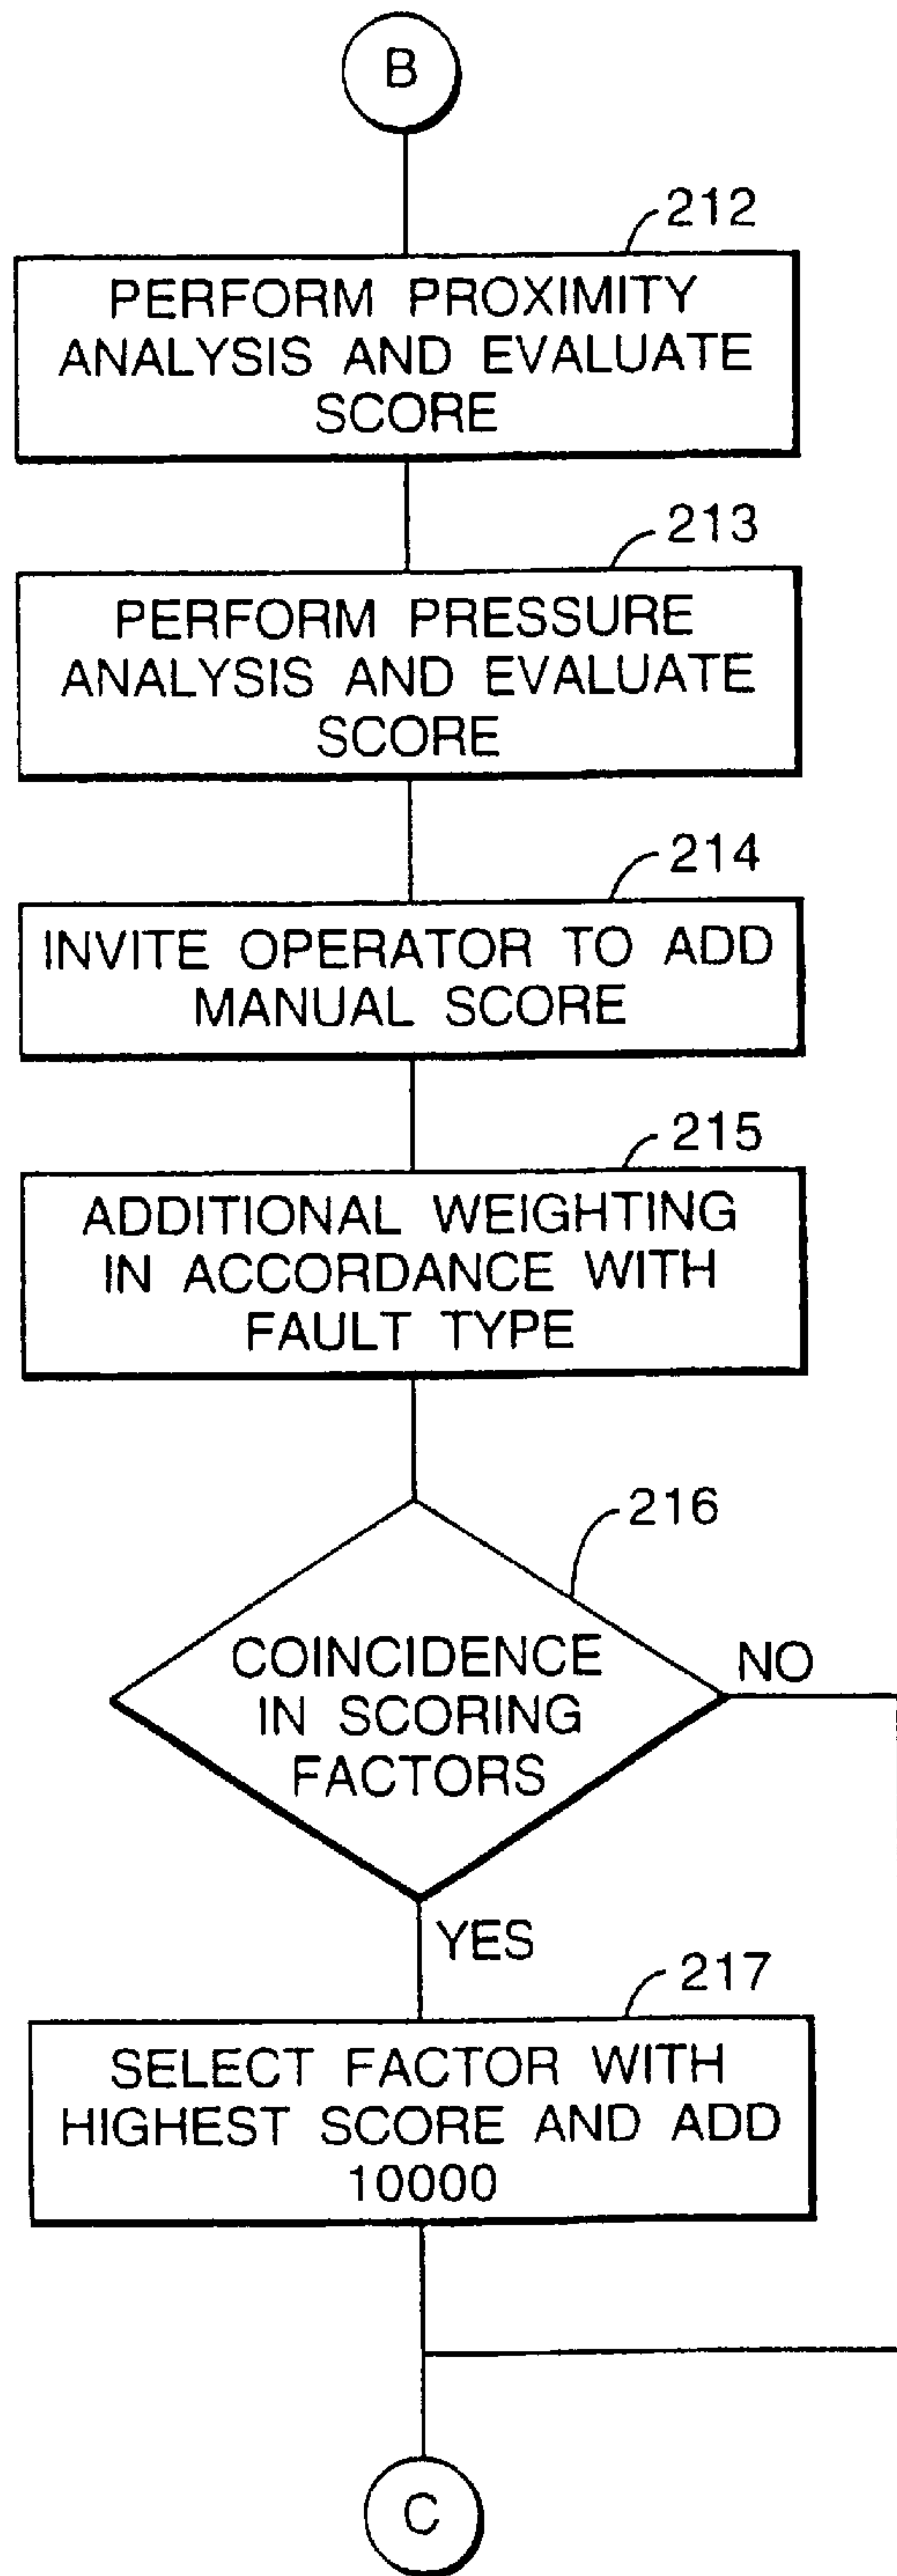 B
212
PERFORM PROXIMITY
ANALYSIS AND EVALUATE
SCORE
213
PERFORM PRESSURE
ANALYSIS AND EVALUATE
SCORE
214
INVITE OPERATOR TO ADD
MANUAL SCORE
215
ADDITIONAL WEIGHTING
IN ACCORDANCE WITH
FAULT TYPE
216
COINCIDENCE
IN SCORING
FACTORS
NO
YES
217
SELECT FACTOR WITH
HIGHEST SCORE AND ADD
10000
C